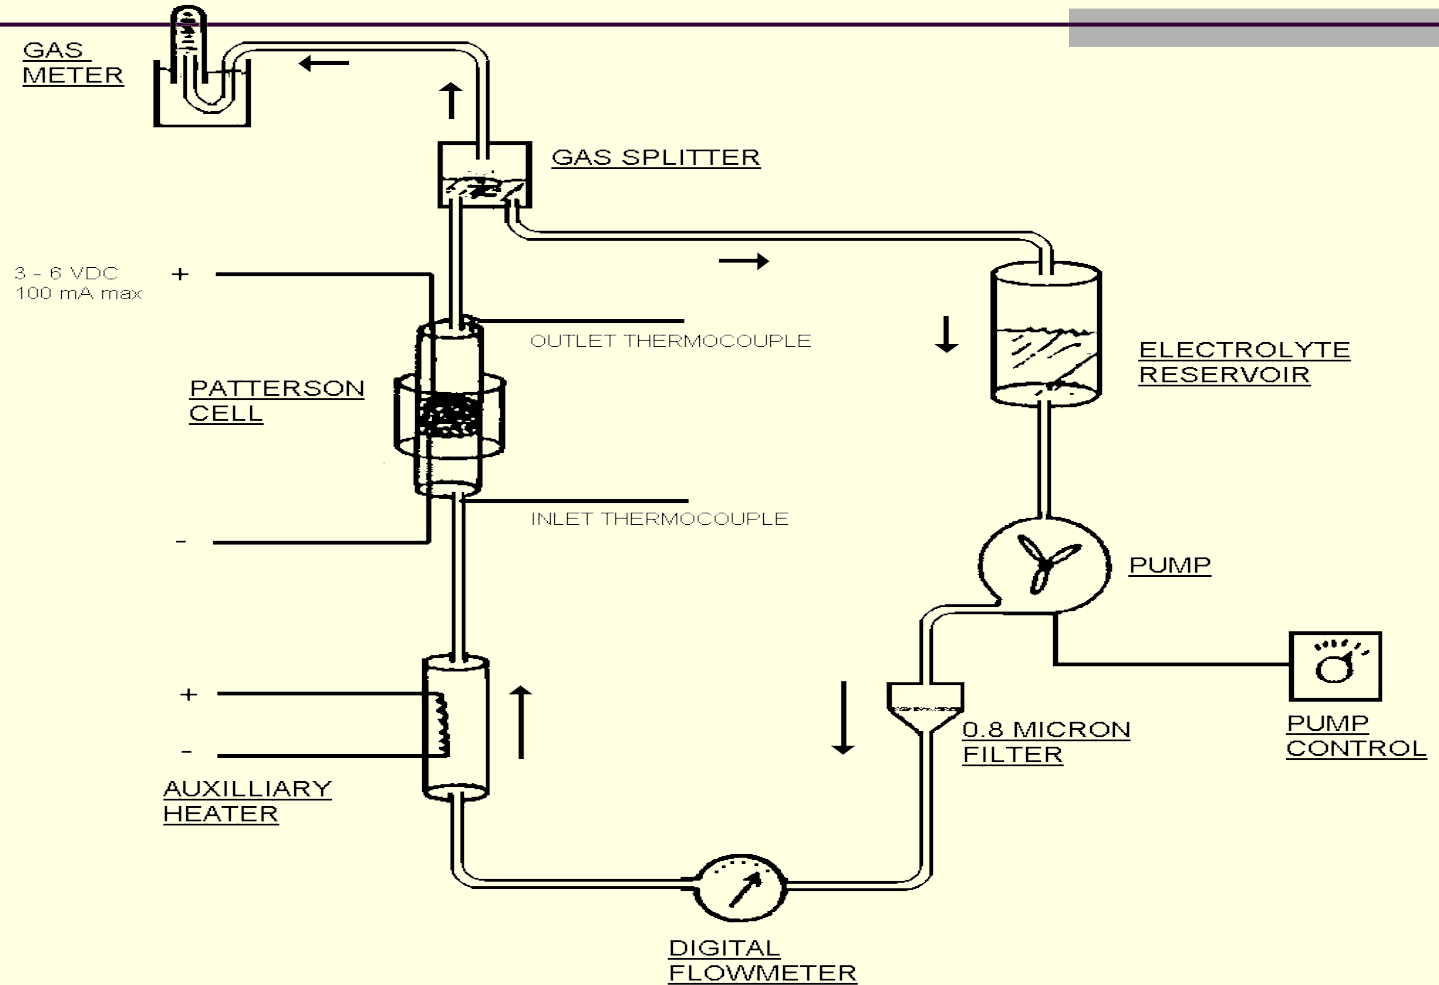 GAS
METER
GAS SPLITTER
3 - 6 VDC
100 mA max
+
OUTLET THERMOCOUPLE
ELECTROLYTE
RESERVOIR
PATTERSON
CELL
INLET THERMOCOUPLE
-
PUMP
+
-
0.8 MICRON
FILTER
PUMP
CONTROL
AUXILLIARY
HEATER
DIGITAL
FLOWMETER